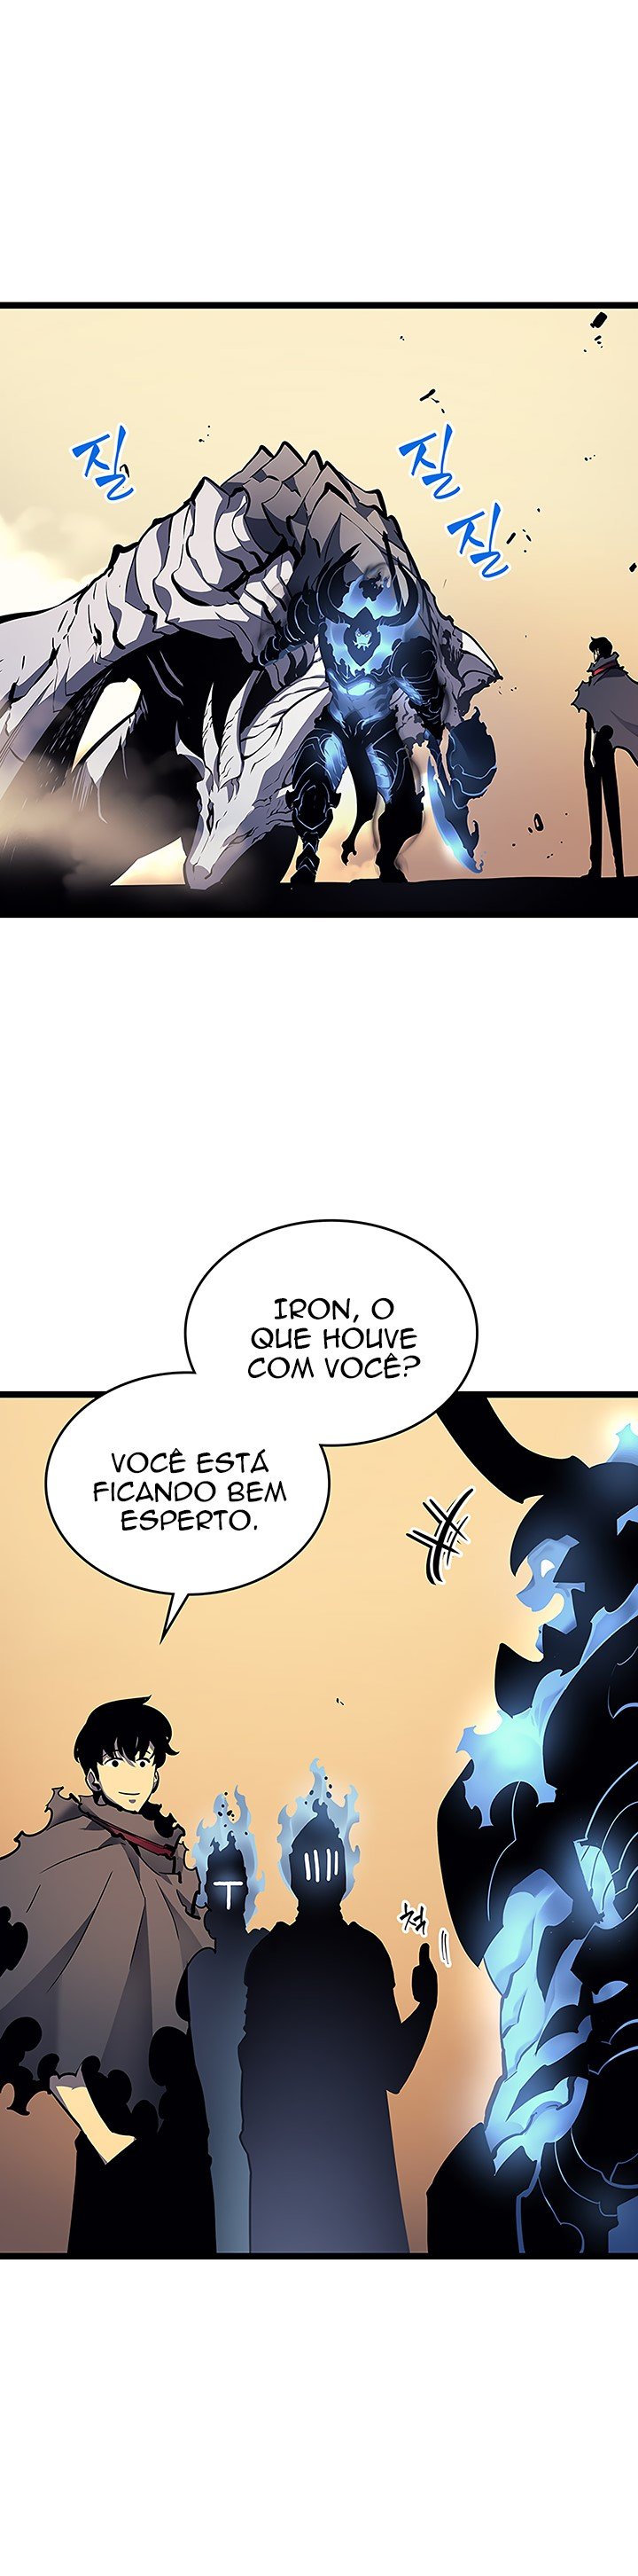 질
질
질
IRON, O
QUE HOUVE
COM VOCÊ?
VOCÊ ESTÁ
FICANDO BEM
ESPERTO.
척